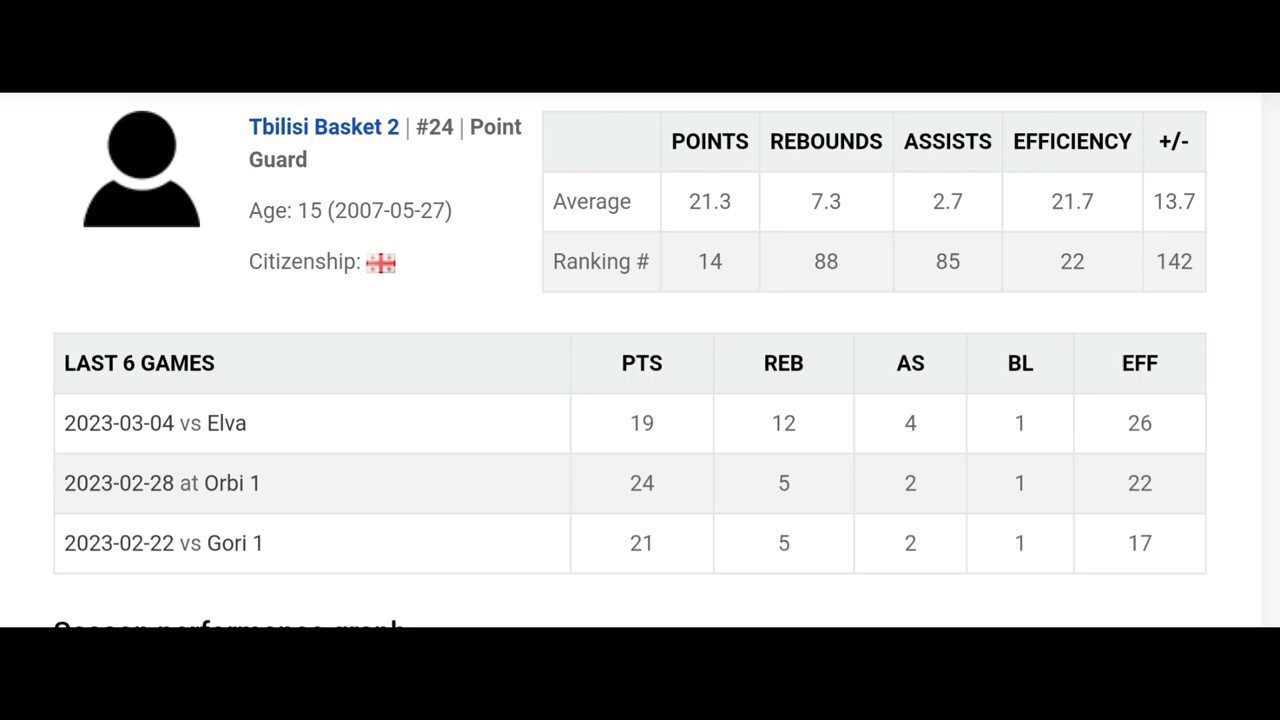 Tbilisi Basket 2 | #24 | Point
Guard
Age: 15 (2007-05-27)
Citizenship:
POINTS REBOUNDS ASSISTS EFFICIENCY +/-
Average 21.3 7.3 2.7 21.7 13.7
Ranking # 14 88 85 22 142
LAST 6 GAMES PTS REB AS BL EFF
2023-03-04 vs Elva 19 12 4 1 26
2023-02-28 at Orbi 1 24 5 2 1 22
2023-02-22 vs Gori 1 21 5 2 1 17
Season performance graph